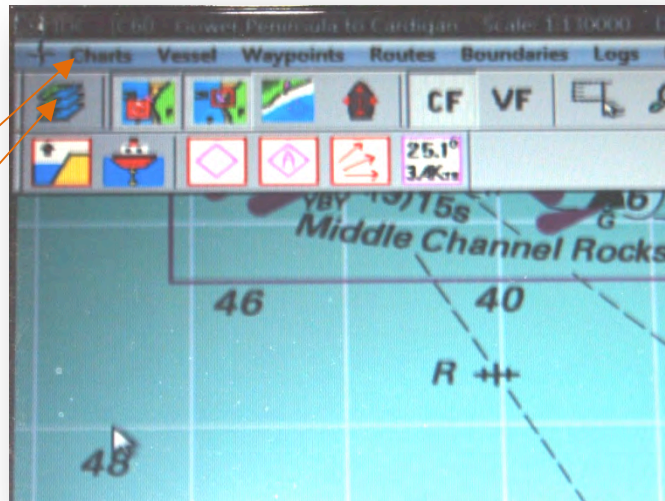 Gower Peninsula to Cardigan Scale: 1:130000
Charts Vessel Waypoints Routes Boundaries Logs
CF VF
25.1°
3.4KTS
YBY )15s G
Middle Channel Rocks
46 40
R
48